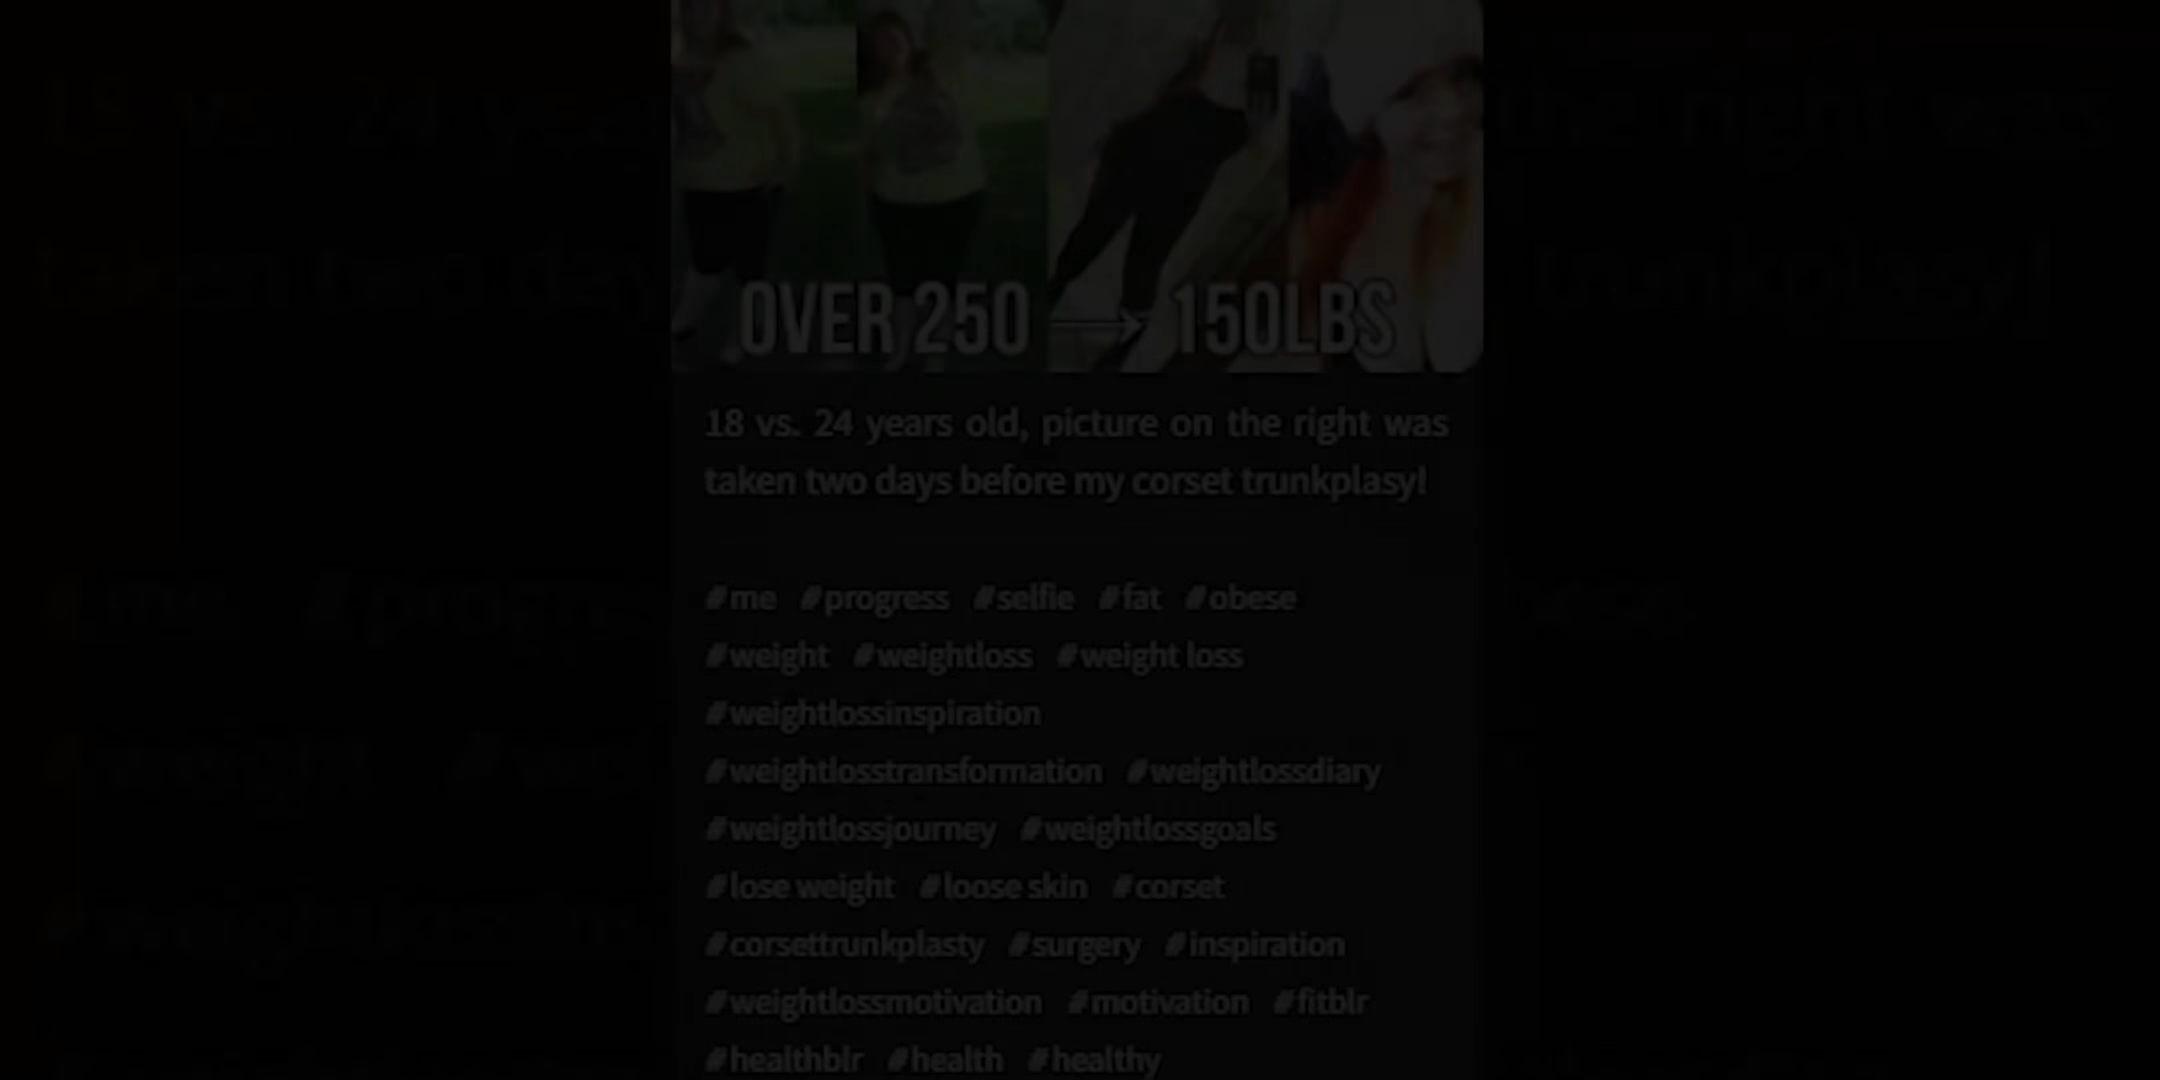 OVER 250 → 150LBS
18 vs. 24 years old, picture on the right was
taken two days before my corset trunkplasy!
#me #progress #selfie #fat #obese
#weight #weightloss #weight loss
#weightlossinspiration
#weightlosstransformation #weightlossdiary
#weightlossjourney #weightlossgoals
#lose weight #loose skin #corset
#corsettrunkplasty #surgery #inspiration
#weightlossmotivation #motivation #fitblr
#healthblr #health #healthy